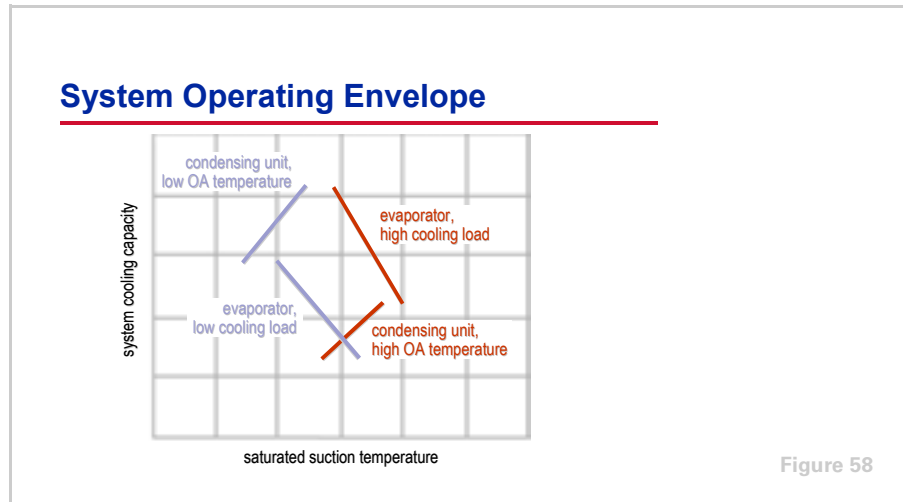 System Operating Envelope
condensing unit,
low OA temperature
evaporator,
high cooling load
system cooling capacity
evaporator,
low cooling load
condensing unit,
high OA temperature
saturated suction temperature
Figure 58